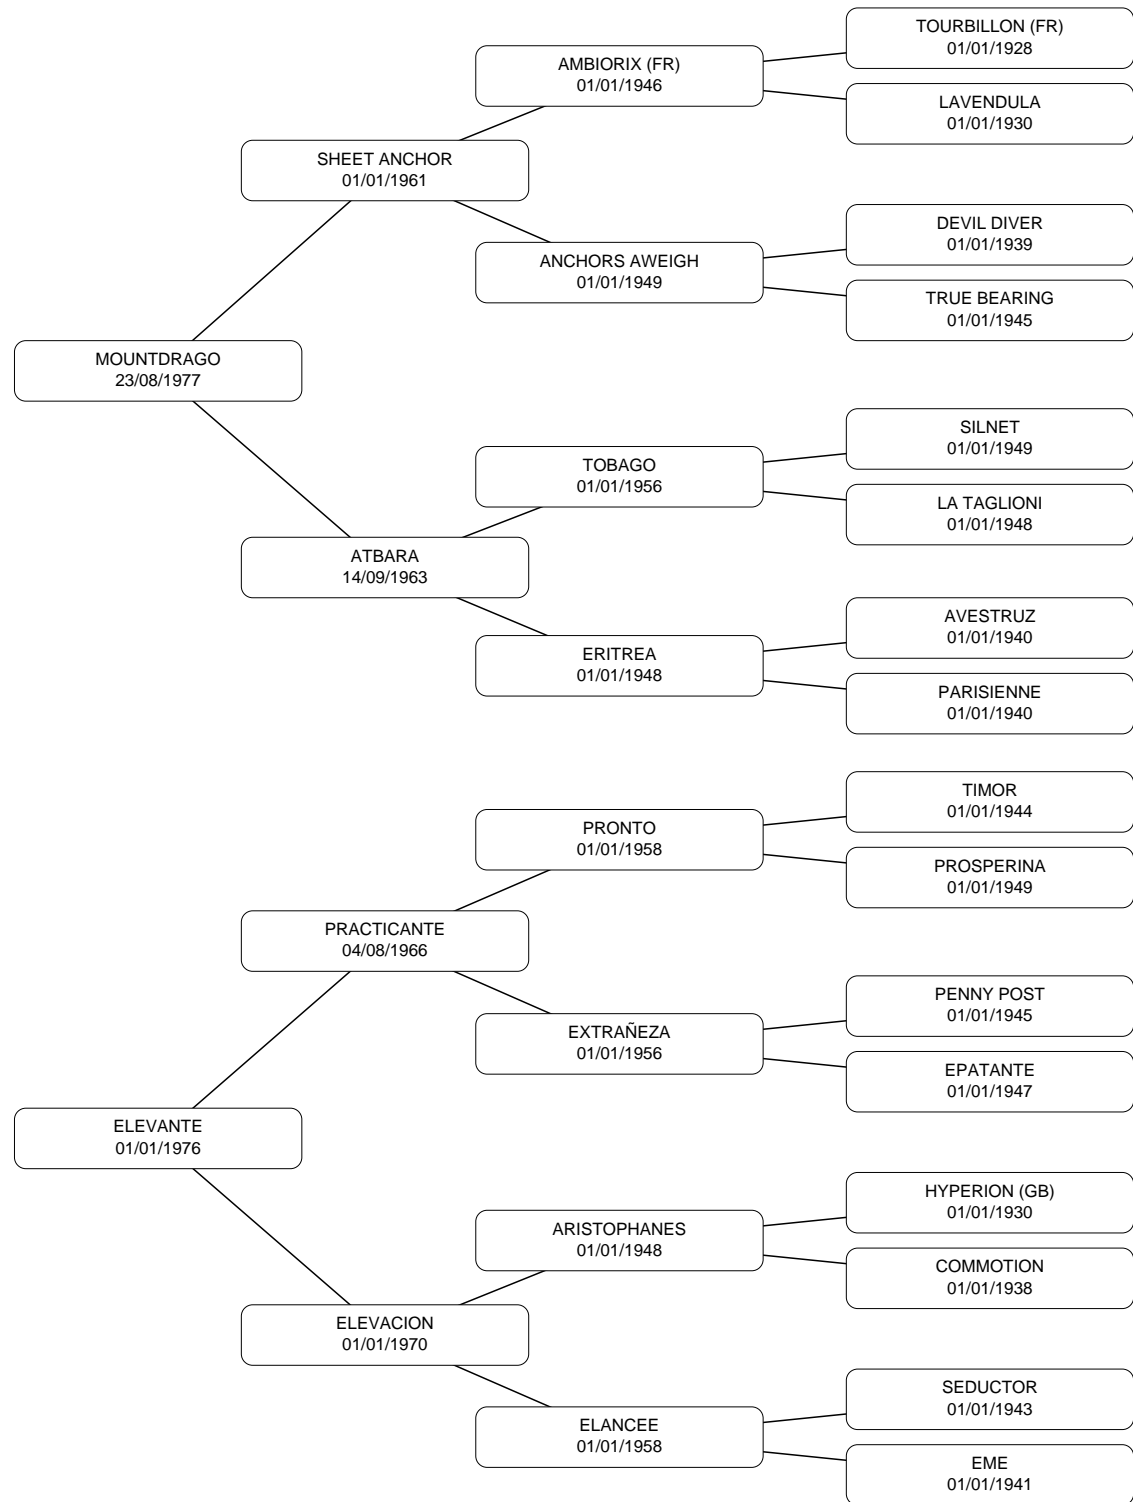 TOURBILLON (FR)
01/01/1928
AMBIORIX (FR)
01/01/1946
LAVENDULA
01/01/1930
SHEET ANCHOR
01/01/1961
DEVIL DIVER
01/01/1939
ANCHORS AWEIGH
01/01/1949
TRUE BEARING
01/01/1945
MOUNTDRAGO
23/08/1977
SILNET
01/01/1949
TOBAGO
01/01/1956
LA TAGLIONI
01/01/1948
ATBARA
14/09/1963
AVESTRUZ
01/01/1940
ERITREA
01/01/1948
PARISIENNE
01/01/1940
TIMOR
01/01/1944
PRONTO
01/01/1958
PROSPERINA
01/01/1949
PRACTICANTE
04/08/1966
PENNY POST
01/01/1945
EXTRAÑEZA
01/01/1956
EPATANTE
01/01/1947
ELEVANTE
01/01/1976
HYPERION (GB)
01/01/1930
ARISTOPHANES
01/01/1948
COMMOTION
01/01/1938
ELEVACION
01/01/1970
SEDUCTOR
01/01/1943
ELANCEE
01/01/1958
EME
01/01/1941